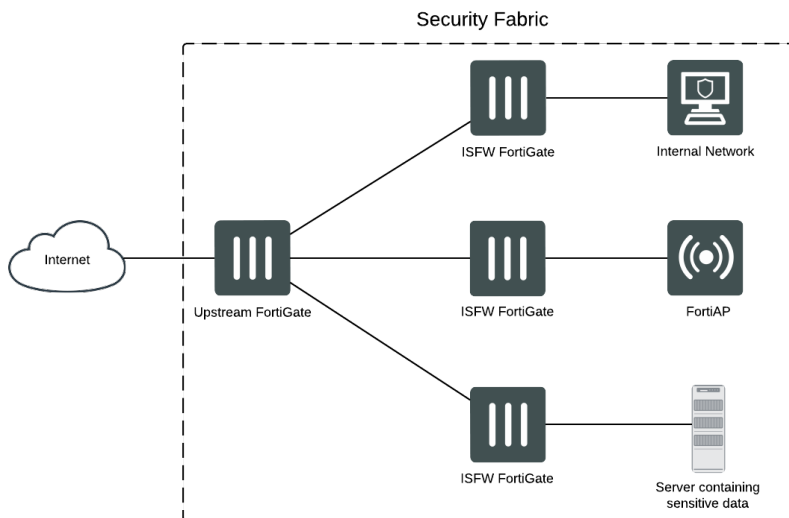 Security Fabric
ISFW FortiGate
Internal Network
Internet
Upstream FortiGate
ISFW FortiGate
FortiAP
ISFW FortiGate
Server containing
sensitive data